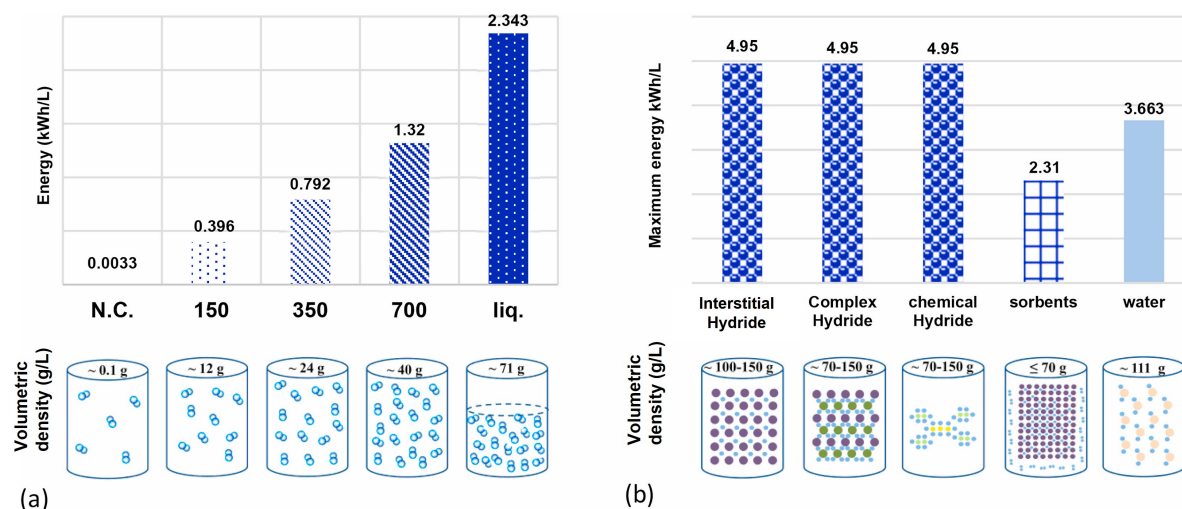 Energy (kWh/L)
0.0033
0.396
0.792
1.32
2.343
N.C.
150
350
700
liq.
Volumetric
density (g/L)
~ 0.1 g
~ 12 g
~ 24 g
~ 40 g
~ 71 g
(a)
Maximum energy kWh/L
4.95
4.95
4.95
2.31
3.663
Interstitial
Hydride
Complex
Hydride
chemical
Hydride
sorbents
water
Volumetric
density (g/L)
~ 100-150 g
~ 70-150 g
~ 70-150 g
≤ 70 g
~ 111 g
(b)